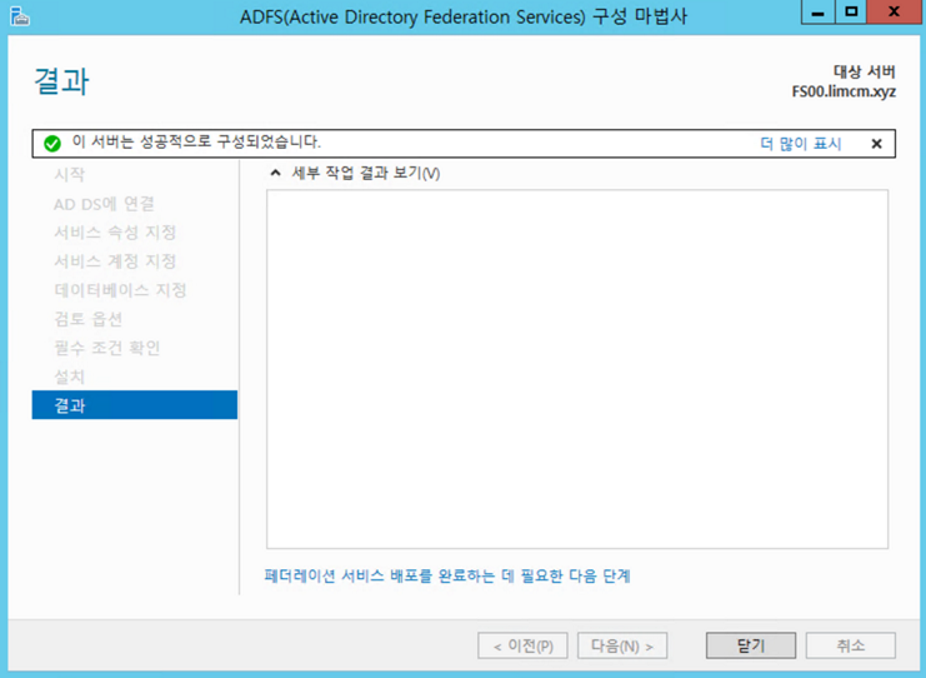 ADFS(Active Directory Federation Services) 구성 마법사
결과
대상 서버
FS00.limcm.xyz
이 서버는 성공적으로 구성되었습니다.
더 많이 표시
시작
AD DS에 연결
서비스 속성 지정
서비스 계정 지정
데이터베이스 지정
검토 옵션
필수 조건 확인
설치
결과
세부 작업 결과 보기(V)
페더레이션 서비스 배포를 완료하는 데 필요한 다음 단계
< 이전(P)
다음(N) >
닫기
취소